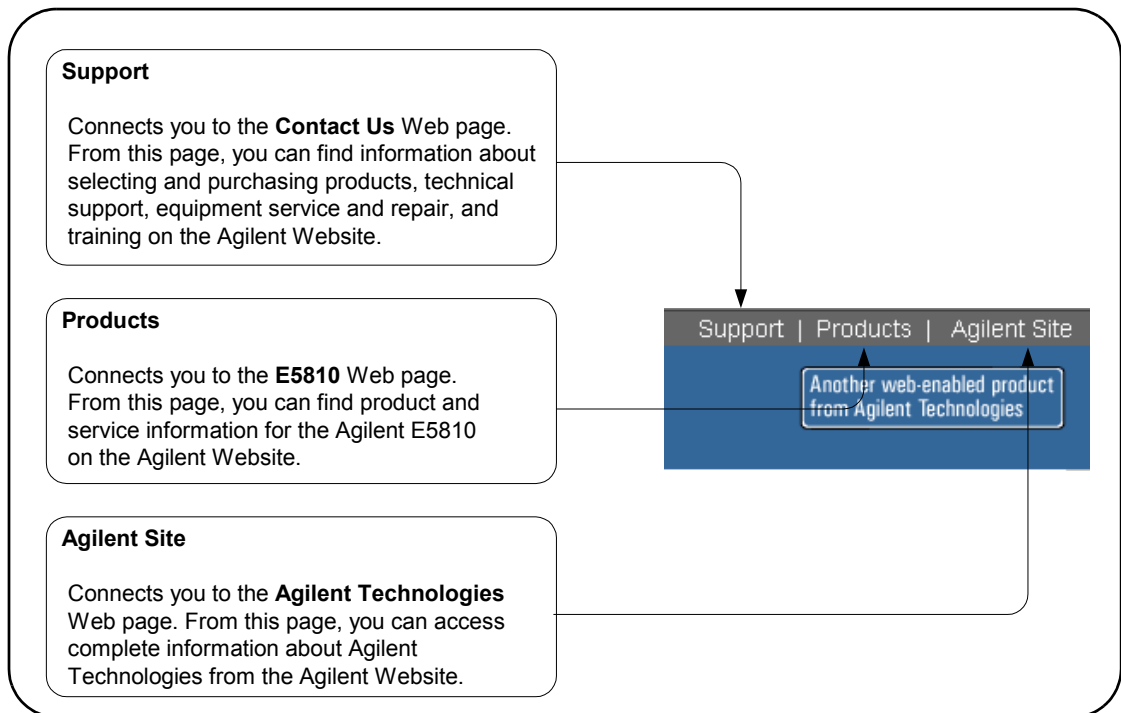 Support
Connects you to the Contact Us Web page.
From this page, you can find information about
selecting and purchasing products, technical
support, equipment service and repair, and
training on the Agilent Website.
Products
Connects you to the E5810 Web page.
From this page, you can find product and
service information for the Agilent E5810
on the Agilent Website.
Agilent Site
Connects you to the Agilent Technologies
Web page. From this page, you can access
complete information about Agilent
Technologies from the Agilent Website.
Support | Products | Agilent Site
Another web-enabled product
from Agilent Technologies